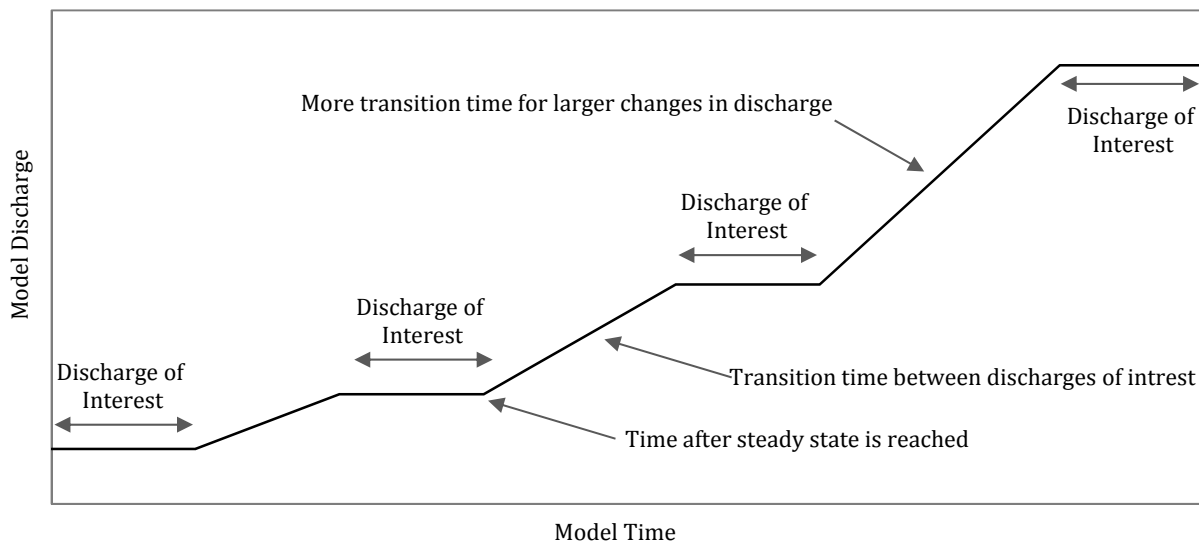 More transition time for larger changes in discharge
Discharge of
Interest
Discharge of
Interest
Discharge of
Interest
Discharge of
Interest
Transition time between discharges of intrest
Time after steady state is reached
Model Discharge
Model Time